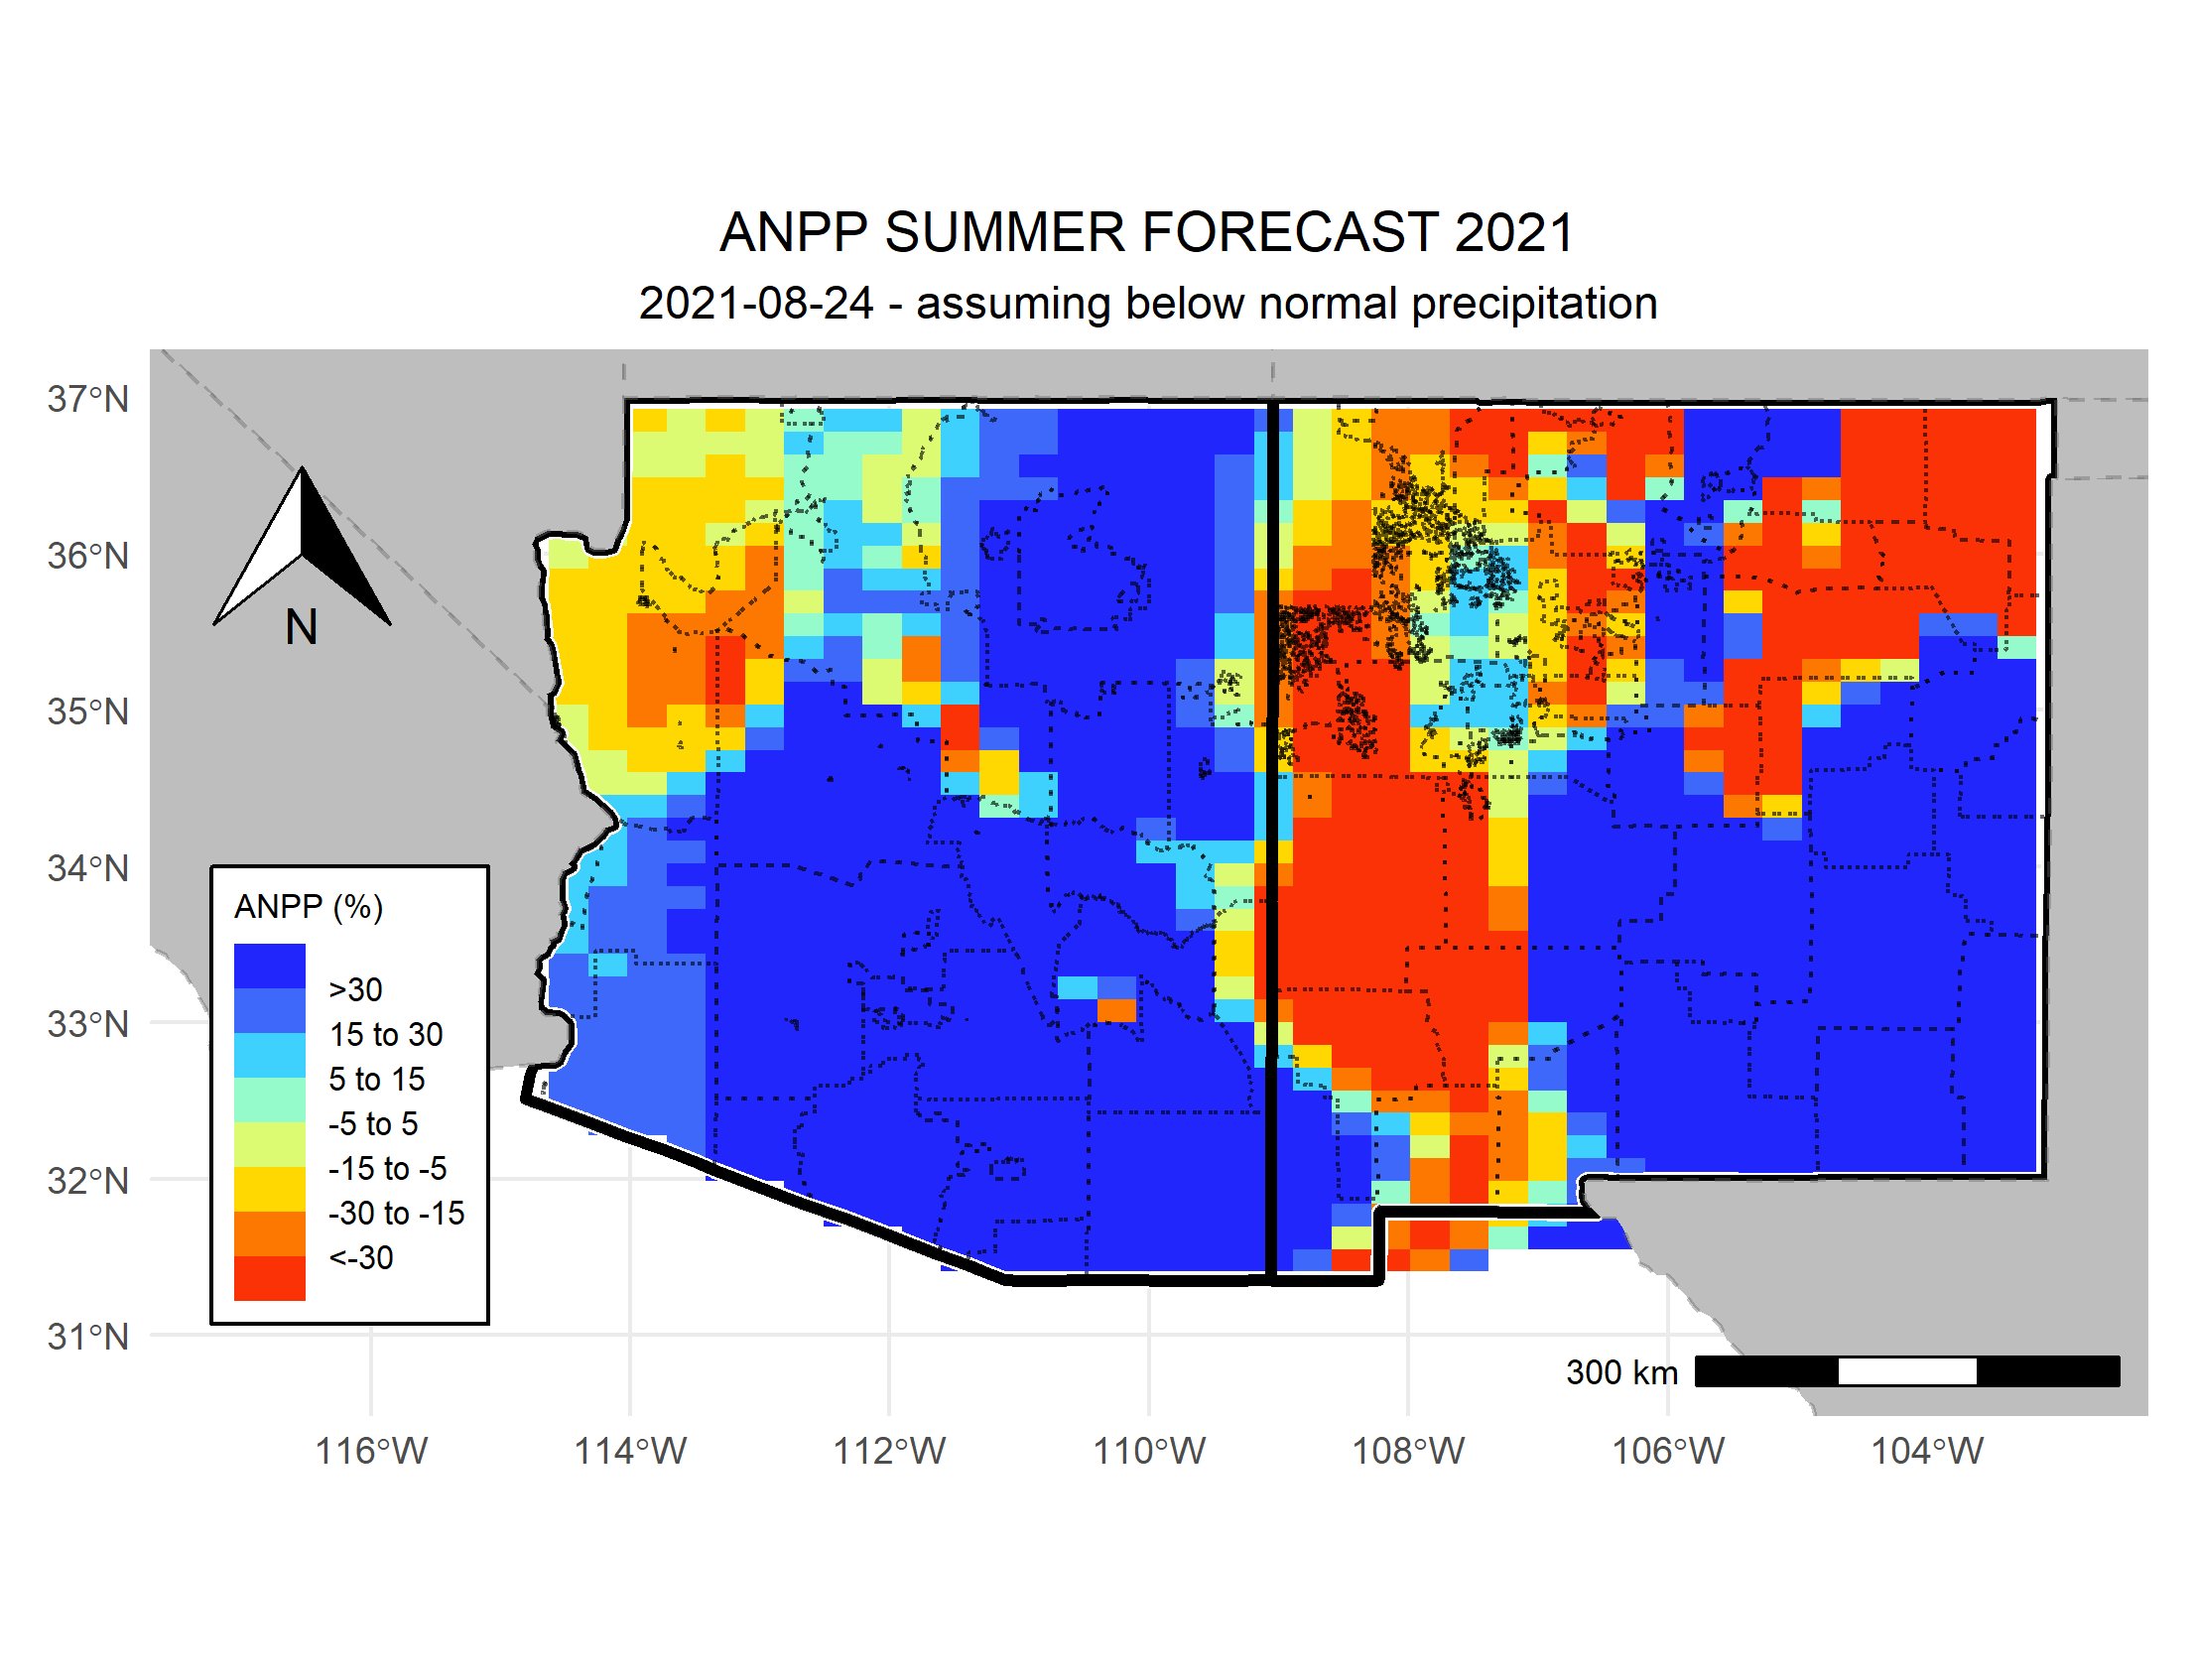 ANPP SUMMER FORECAST 2021
2021-08-24 - assuming below normal precipitation
37°N
36°N
35°N
34°N
33°N
32°N
31°N
N
ANPP (%)
>30
15 to 30
5 to 15
-5 to 5
-15 to -5
-30 to -15
<-30
300 km
116°W
114°W
112°W
110°W
108°W
106°W
104°W